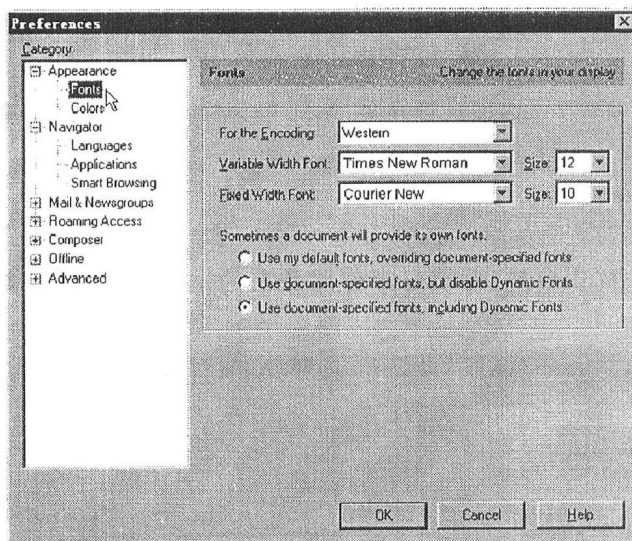 Preferences
Category:
Appearance
Fonts
Colors
Navigator
Languages
Applications
Smart Browsing
Mail & Newsgroups
Roaming Access
Composer
Offline
Advanced
Fonts Change the fonts in your display
For the Encoding: Western
Variable Width Font: Times New Roman Size: 12
Fixed Width Font: Courier New Size: 10
Sometimes a document will provide its own fonts.
Use my default fonts, overriding document-specified fonts
Use document-specified fonts, but disable Dynamic Fonts
Use document-specified fonts, including Dynamic Fonts
OK Cancel Help